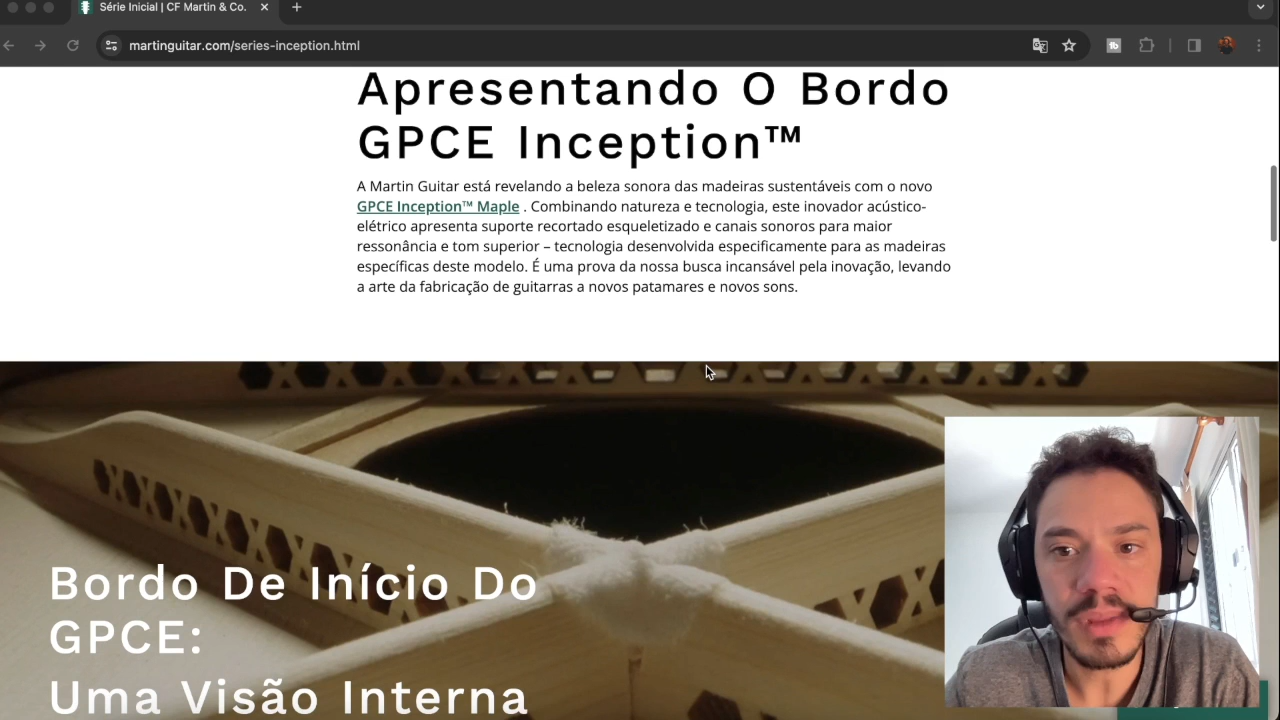 Série Inicial | CF Martin & Co.
martinguitar.com/series-inception.html
Apresentando O Bordo
GPCE Inception™
A Martin Guitar está revelando a beleza sonora das madeiras sustentáveis com o novo
GPCE Inception™ Maple . Combinando natureza e tecnologia, este inovador acústico-
elétrico apresenta suporte recortado esqueletizado e canais sonoros para maior
ressonância e tom superior – tecnologia desenvolvida especificamente para as madeiras
específicas deste modelo. É uma prova da nossa busca incansável pela inovação, levando
a arte da fabricação de guitarras a novos patamares e novos sons.
Bordo De Início Do
GPCE:
Uma Visão Interna